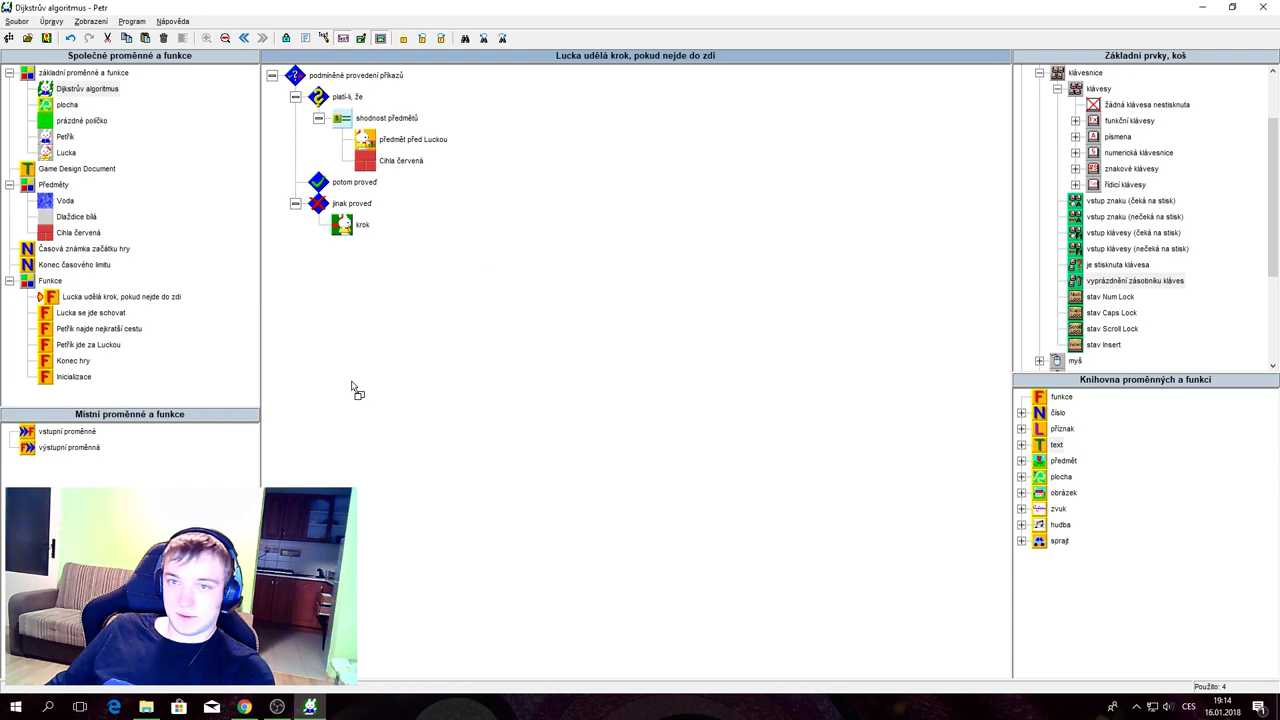 Dijkstrův algoritmus - Petr
Soubor Úpravy Zobrazení Program Nápověda
Společné proměnné a funkce
základní proměnné a funkce
Dijkstrův algoritmus
plocha
prázdné políčko
Petřík
Lucka
Game Design Document
Předměty
Voda
Dlaždice bílá
Cihla červená
Časová známka začátku hry
Konec časového limitu
Funkce
Lucka udělá krok, pokud nejde do zdi
Lucka se jde schovat
Petřík najde nejkratší cestu
Petřík jde za Luckou
Konec hry
Inicializace
Místní proměnné a funkce
vstupní proměnné
výstupní proměnná
Lucka udělá krok, pokud nejde do zdi
podmíněné provedení příkazů
platí-li, že
shodnost předmětů
předmět před Luckou
Cihla červená
potom proveď
jinak proveď
krok
Základní prvky, koš
klávesnice
klávesy
žádná klávesa nestisknuta
funkční klávesy
písmena
numerická klávesnice
znakové klávesy
řídicí klávesy
vstup znaku (čeká na stisk)
vstup znaku (nečeká na stisk)
vstup klávesy (čeká na stisk)
vstup klávesy (nečeká na stisk)
je stisknuta klávesa
vyprázdnění zásobníku kláves
stav Num Lock
stav Caps Lock
stav Scroll Lock
stav Insert
myš
Knihovna proměnných a funkcí
funkce
číslo
příznak
text
předmět
plocha
obrázek
zvuk
hudba
sprajt
Použito: 4
CES
19:14
16.01.2018